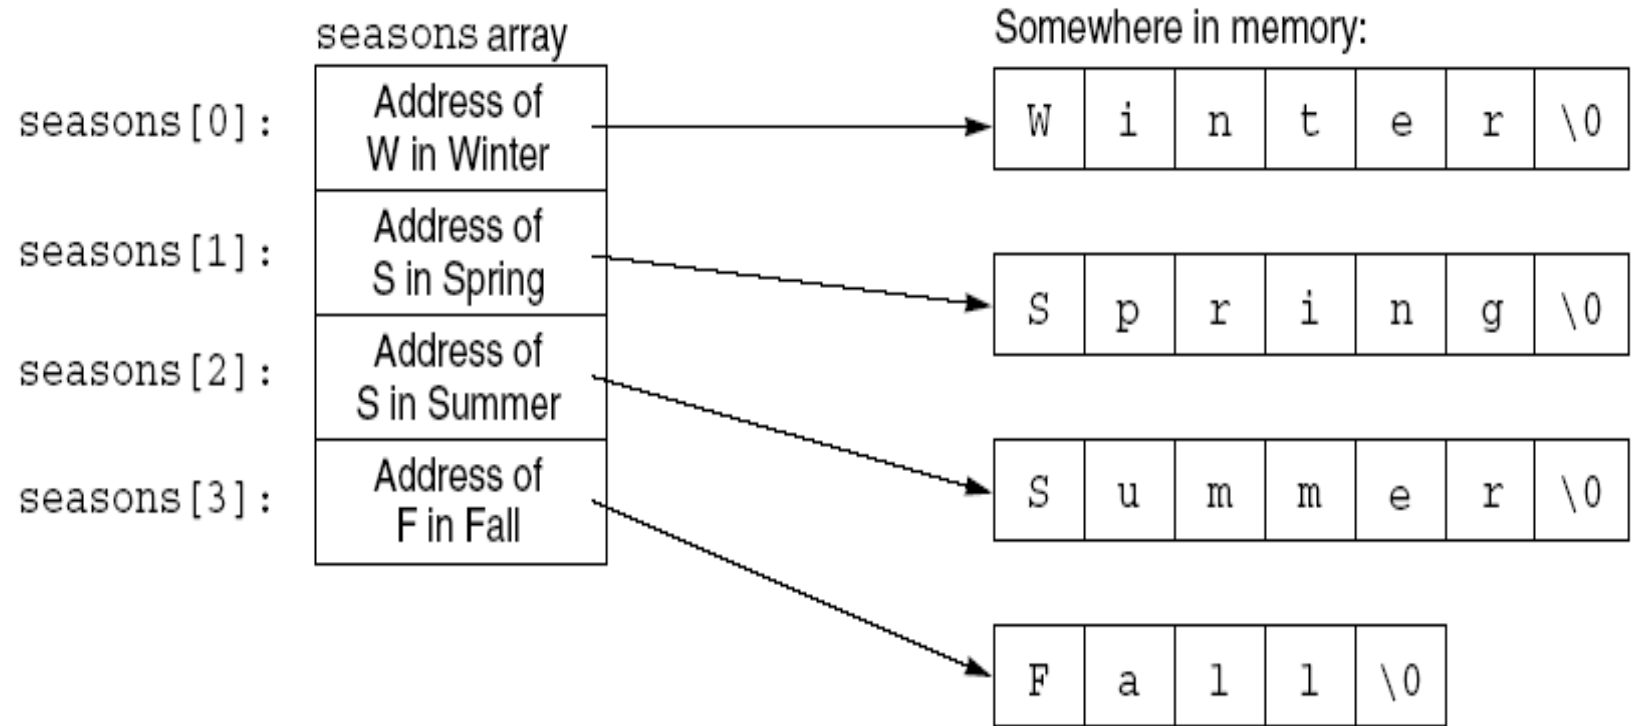 seasons array
Somewhere in memory:
seasons[0]:
Address of
W in Winter
W i n t e r \0
seasons[1]:
Address of
S in Spring
S p r i n g \0
seasons[2]:
Address of
S in Summer
S u m m e r \0
seasons[3]:
Address of
F in Fall
F a l l \0